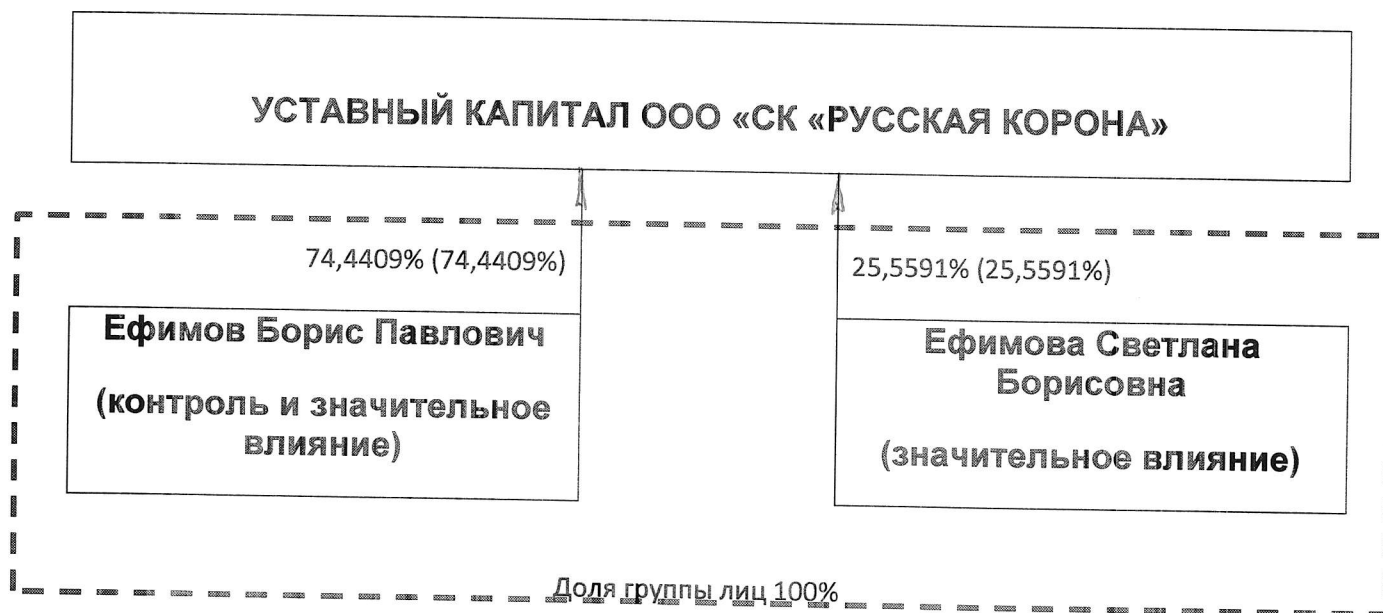 УСТАВНЫЙ КАПИТАЛ ООО «СК «РУССКАЯ КОРОНА»
74,4409% (74,4409%)
25,5591% (25,5591%)
Ефимов Борис Павлович
(контроль и значительное
влияние)
Ефимова Светлана
Борисовна
(значительное влияние)
Доля группы лиц 100%